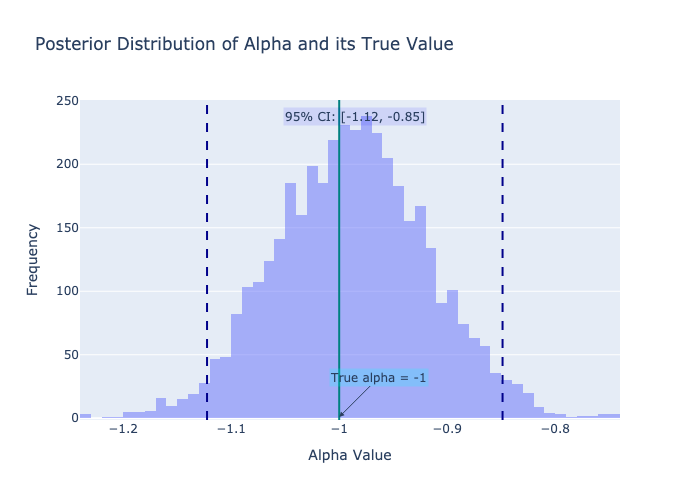 Posterior Distribution of Alpha and its True Value
250
95% CI: [-1.12, -0.85]
200
150
Frequency
100
50
True alpha = -1
0
−1.2 −1.1 −1 −0.9 −0.8
Alpha Value